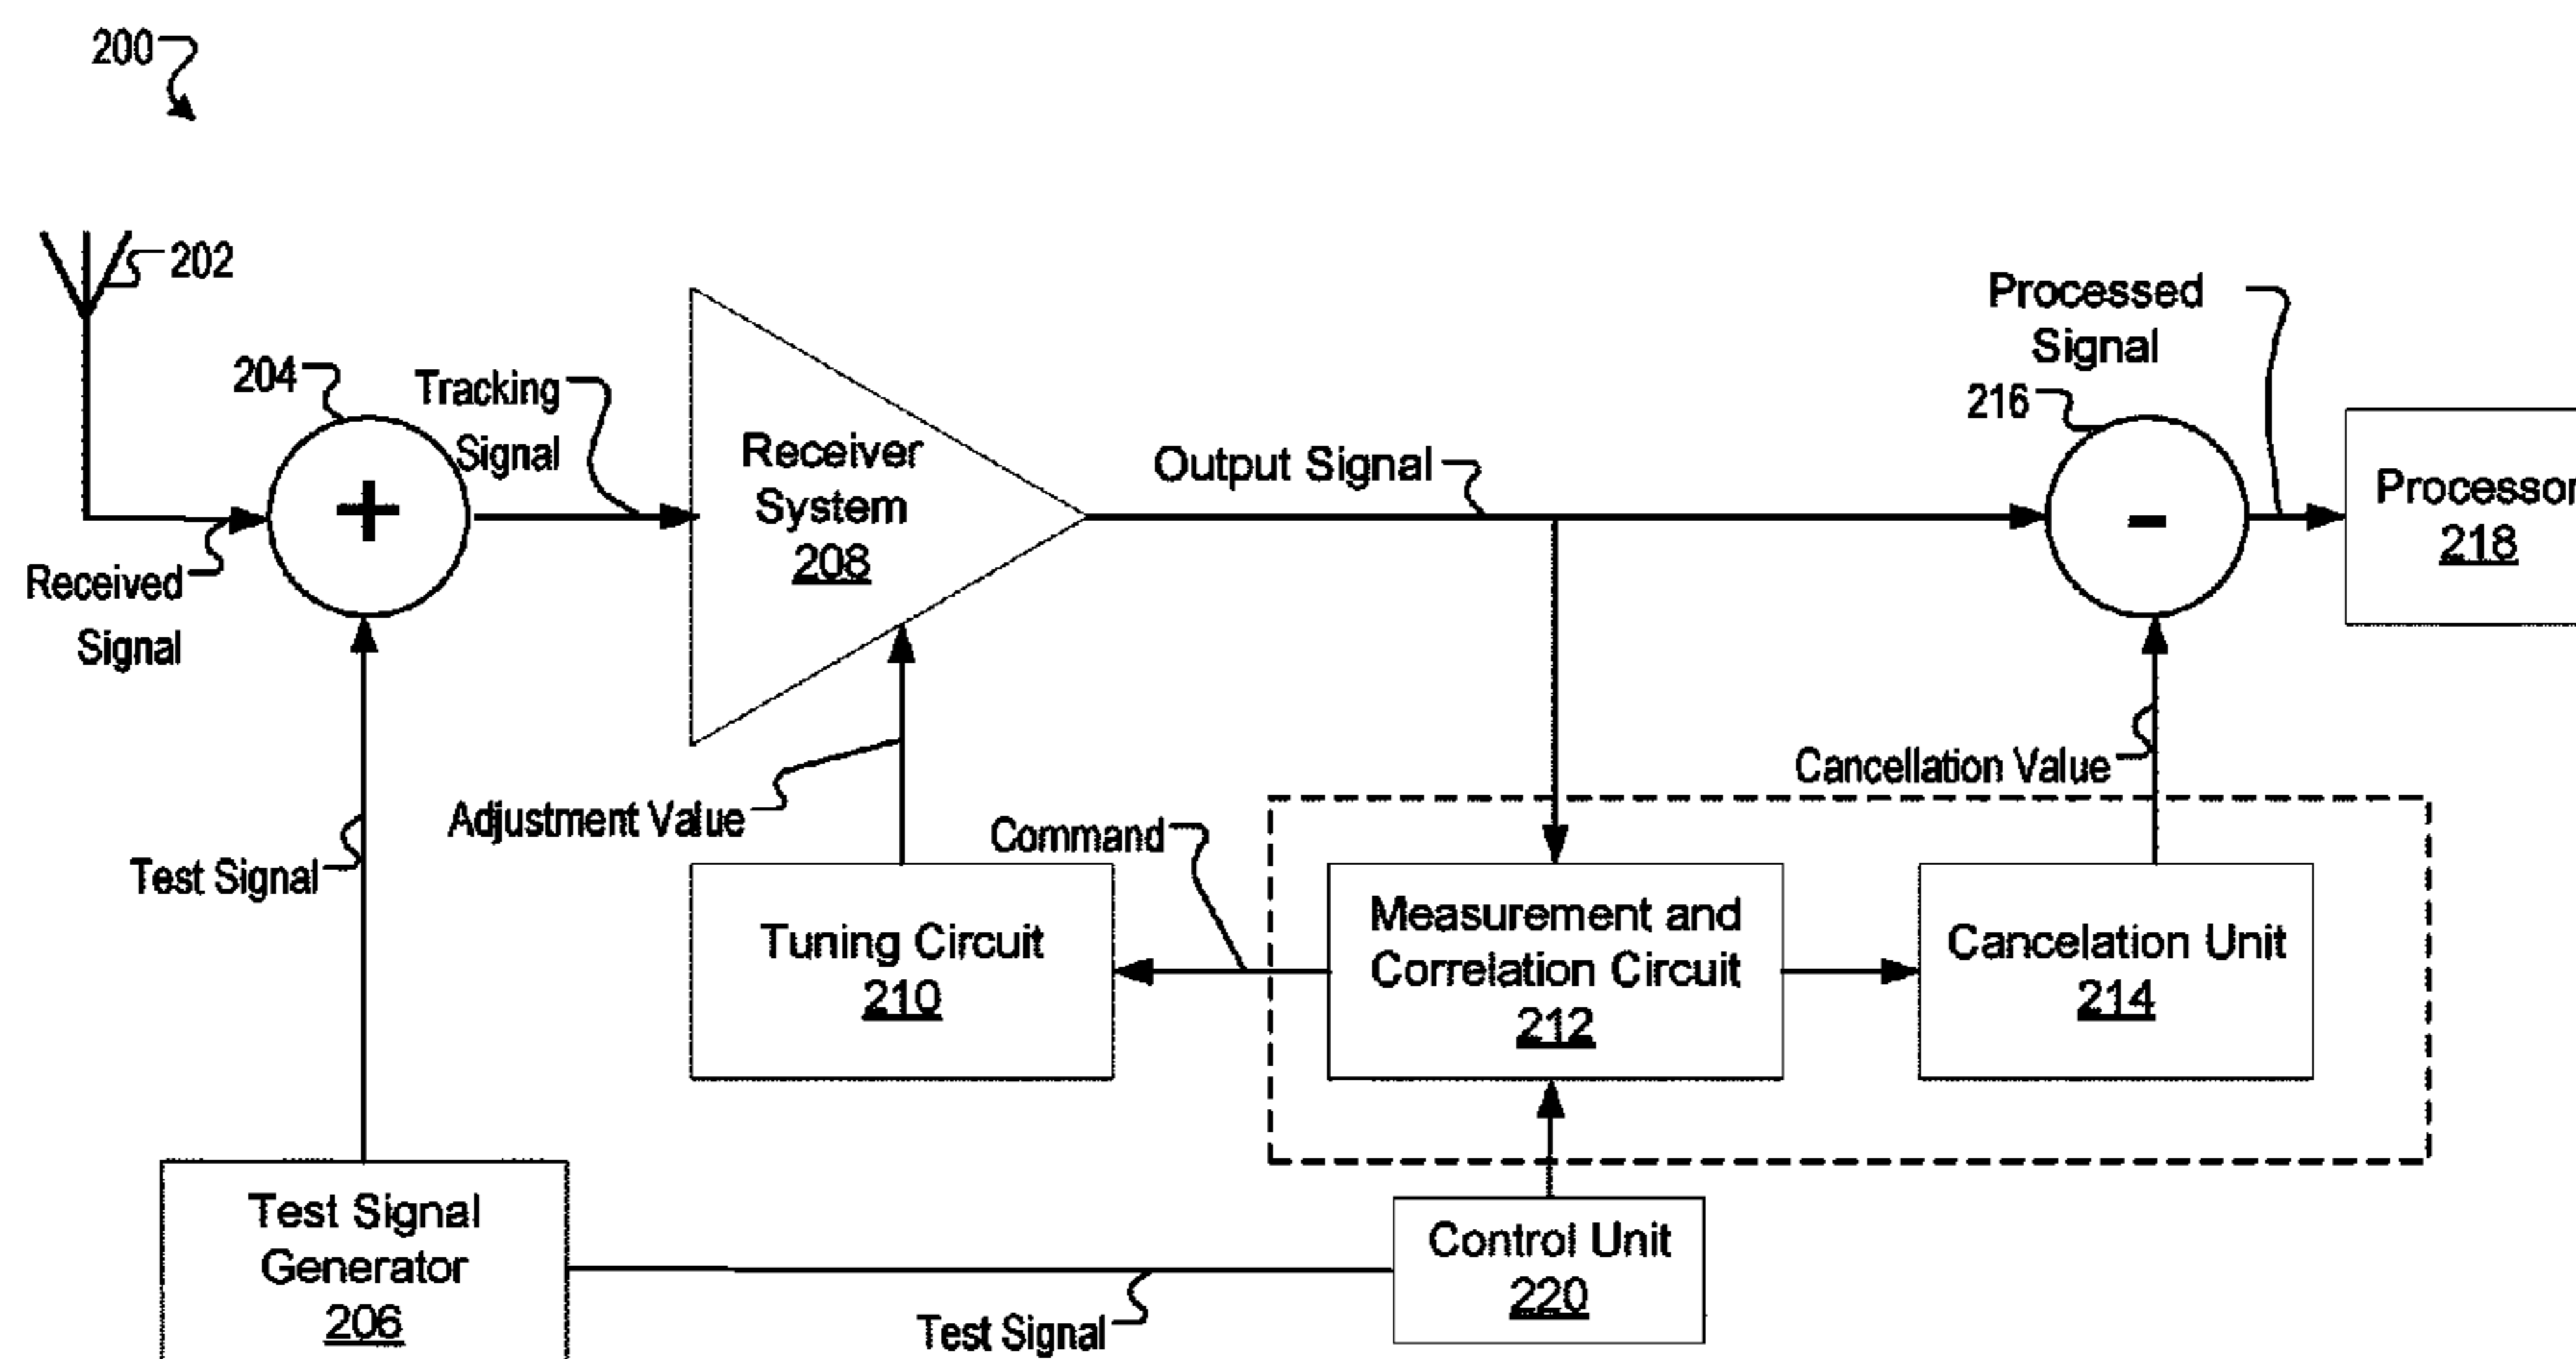 200
202
204
Tracking
Signal
Received
Signal
Receiver
System
208
Output Signal
Processed
Signal
216
Processor
218
Adjustment Value
Command
Cancellation Value
Test Signal
Tuning Circuit
210
Measurement and
Correlation Circuit
212
Cancelation Unit
214
Test Signal
Generator
206
Test Signal
Control Unit
220
+
-